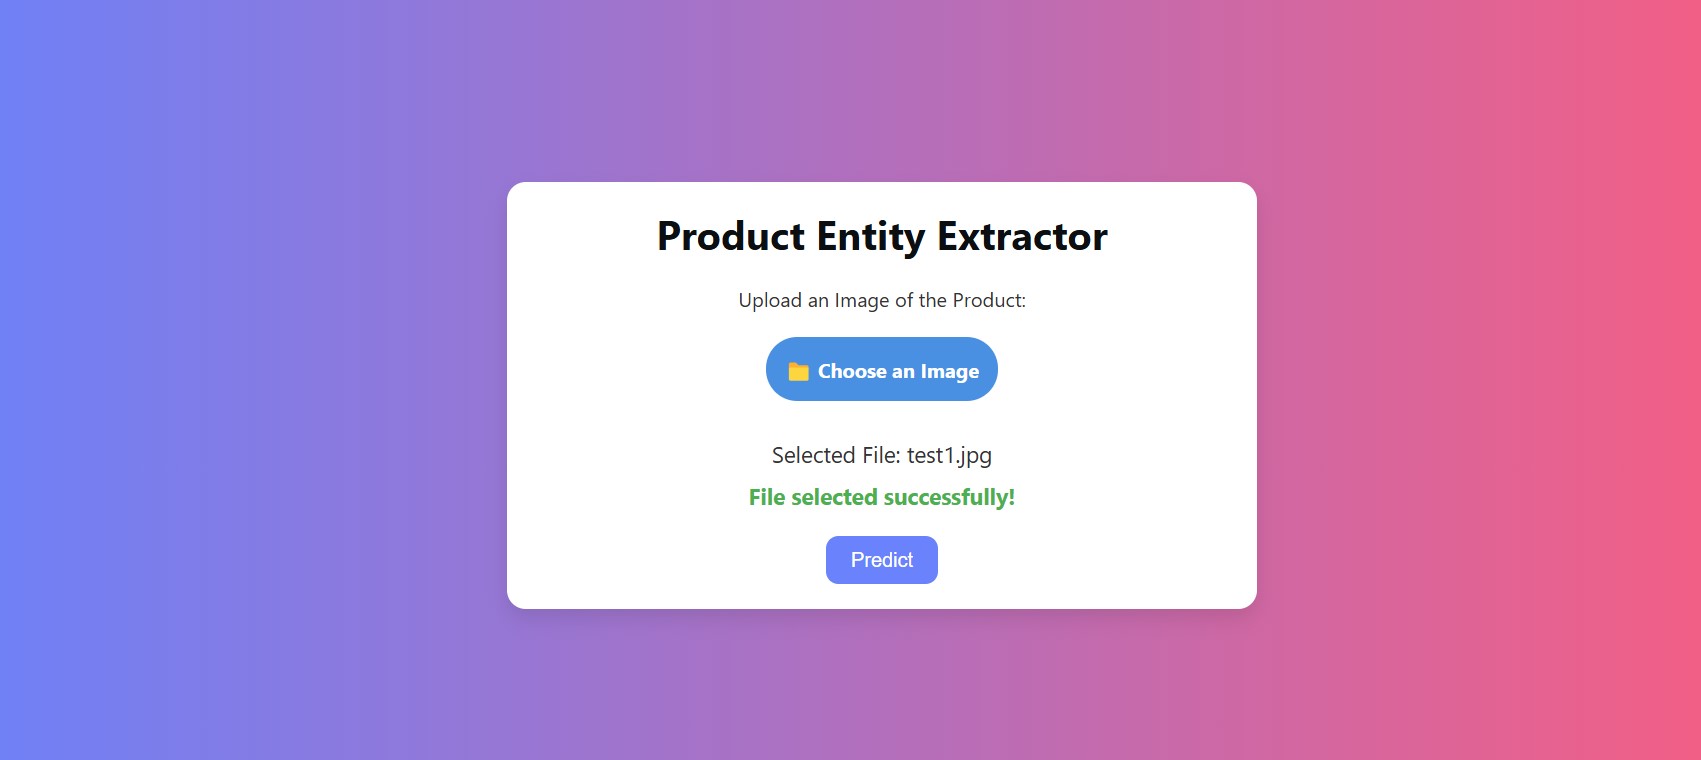 Product Entity Extractor
Upload an Image of the Product:
Choose an Image
Selected File: test1.jpg
File selected successfully!
Predict